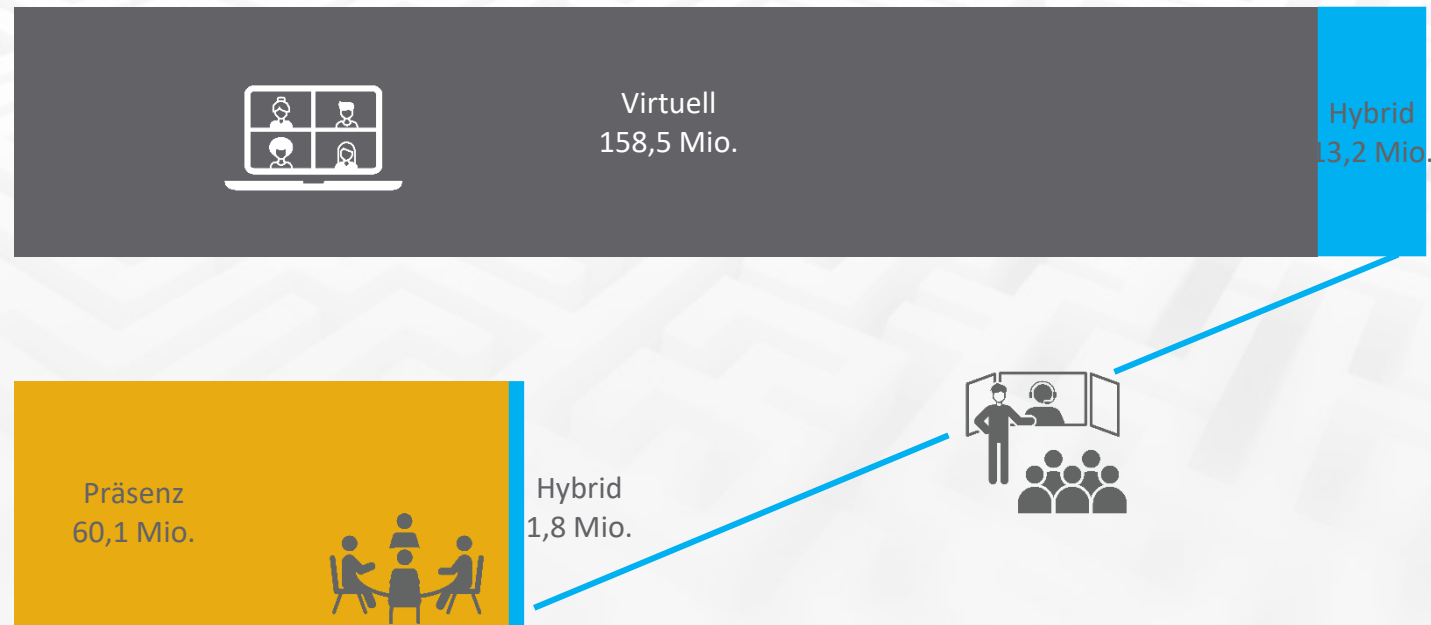 Virtuell
158,5 Mio.
Hybrid
13,2 Mio.
Präsenz
60,1 Mio.
Hybrid
1,8 Mio.